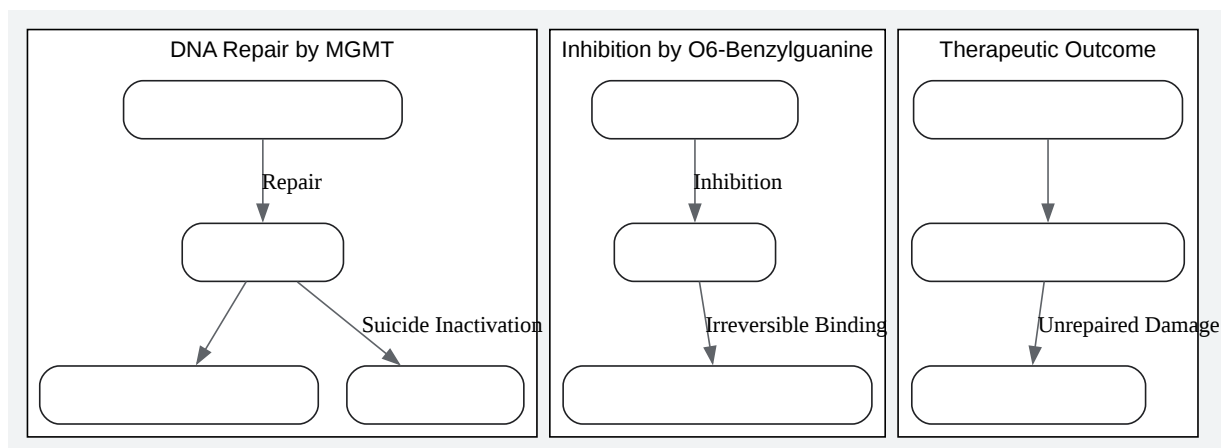 DNA Repair by MGMT
Inhibition by O6-Benzylguanine
Therapeutic Outcome
Repair
Inhibition
Suicide Inactivation
Irreversible Binding
Unrepaired Damage